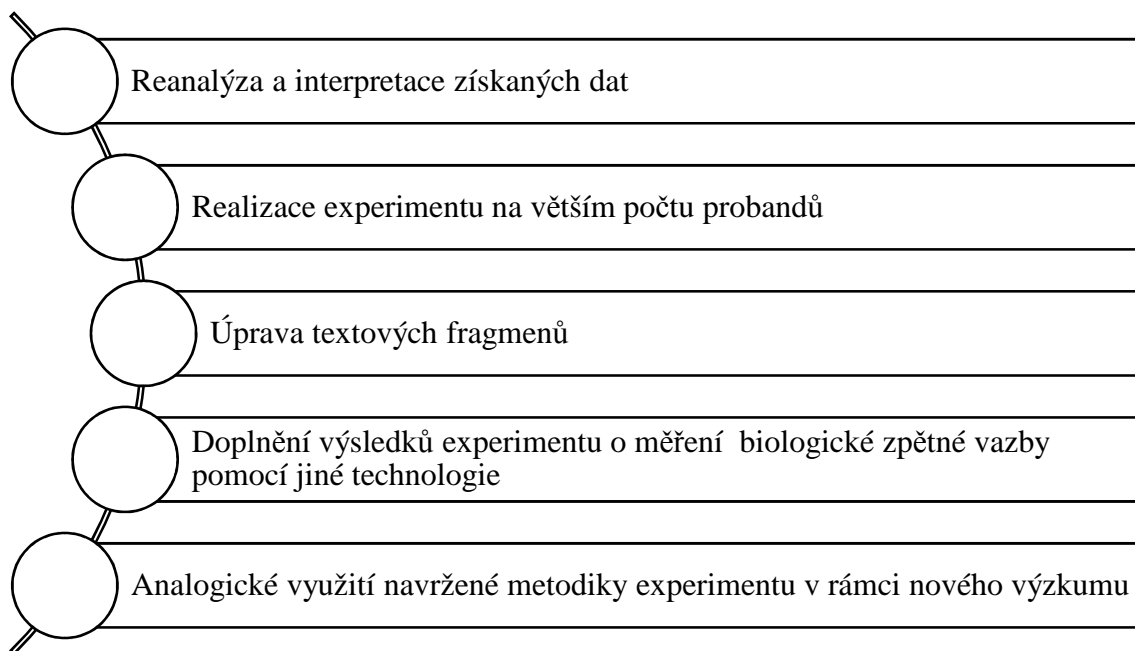 Reanalýza a interpretace získaných dat
Realizace experimentu na větším počtu probandů
Úprava textových fragmenů
Doplnění výsledků experimentu o měření  biologické zpětné vazby
pomocí jiné technologie
Analogické využití navržené metodiky experimentu v rámci nového výzkumu